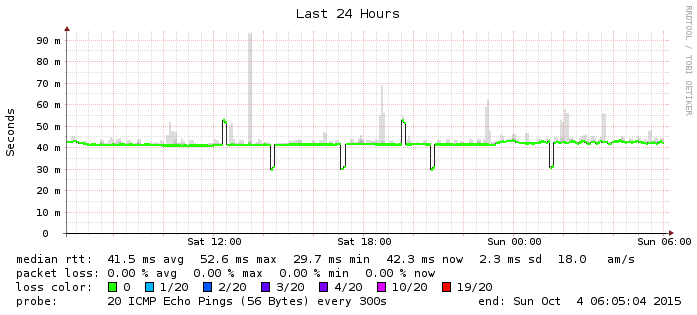 Last 24 Hours
RRDTOOL / TOBI OETIKER
Seconds
90 m
80 m
70 m
60 m
50 m
40 m
30 m
20 m
10 m
0
Sat 12:00 Sat 18:00 Sun 00:00 Sun 06:00
median rtt: 41.5 ms avg 52.6 ms max 29.7 ms min 42.3 ms now 2.3 ms sd 18.0 am/s
packet loss: 0.00 % avg 0.00 % max 0.00 % min 0.00 % now
loss color: 0 1/20 2/20 3/20 4/20 10/20 19/20
probe: 20 ICMP Echo Pings (56 Bytes) every 300s end: Sun Oct 4 06:05:04 2015